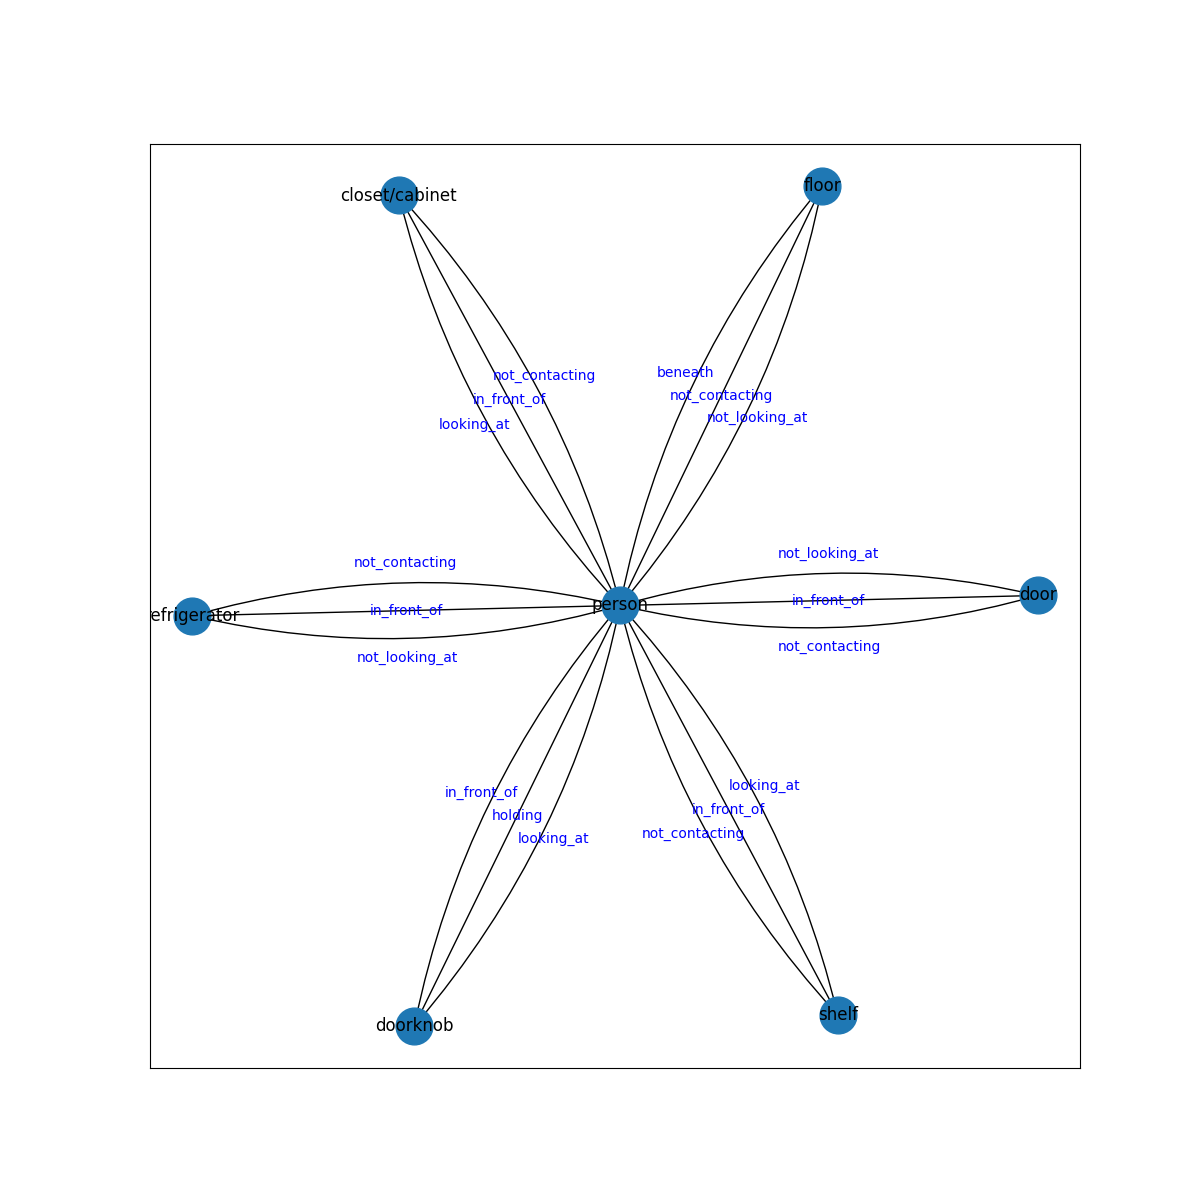 floor
closet/cabinet
beneath
not_contacting
not_contacting
in_front_of
not_looking_at
looking_at
not_looking_at
not_contacting
door
in_front_of
person
in_front_of
efrigerator
not_contacting
not_looking_at
looking_at
in_front_of
in_front_of
holding
not_contacting
looking_at
shelf
doorknob